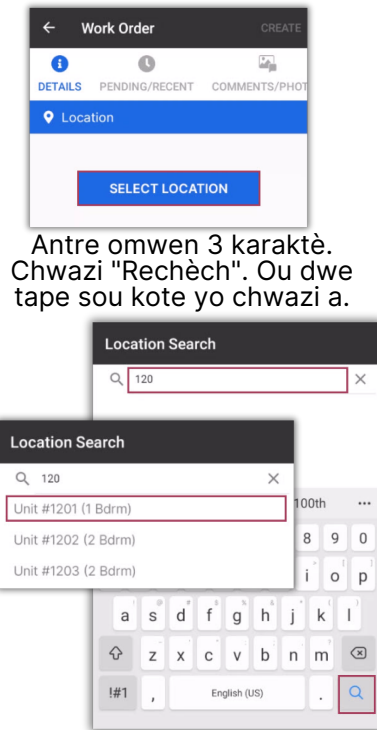 ← Work Order CREATE
DETAILS PENDING/RECENT COMMENTS/PHOT
Location
SELECT LOCATION
Antre omwen 3 karaktè.
Chwazi "Rechèch". Ou dwe
tape sou kote yo chwazi a.
Location Search
120
Location Search
120
Unit #1201 (1 Bdrm)
Unit #1202 (2 Bdrm)
Unit #1203 (2 Bdrm)
100th ...
8 9 0
i o p
a s d f g h j k l
z x c v b n m
!#1 , English (US) .